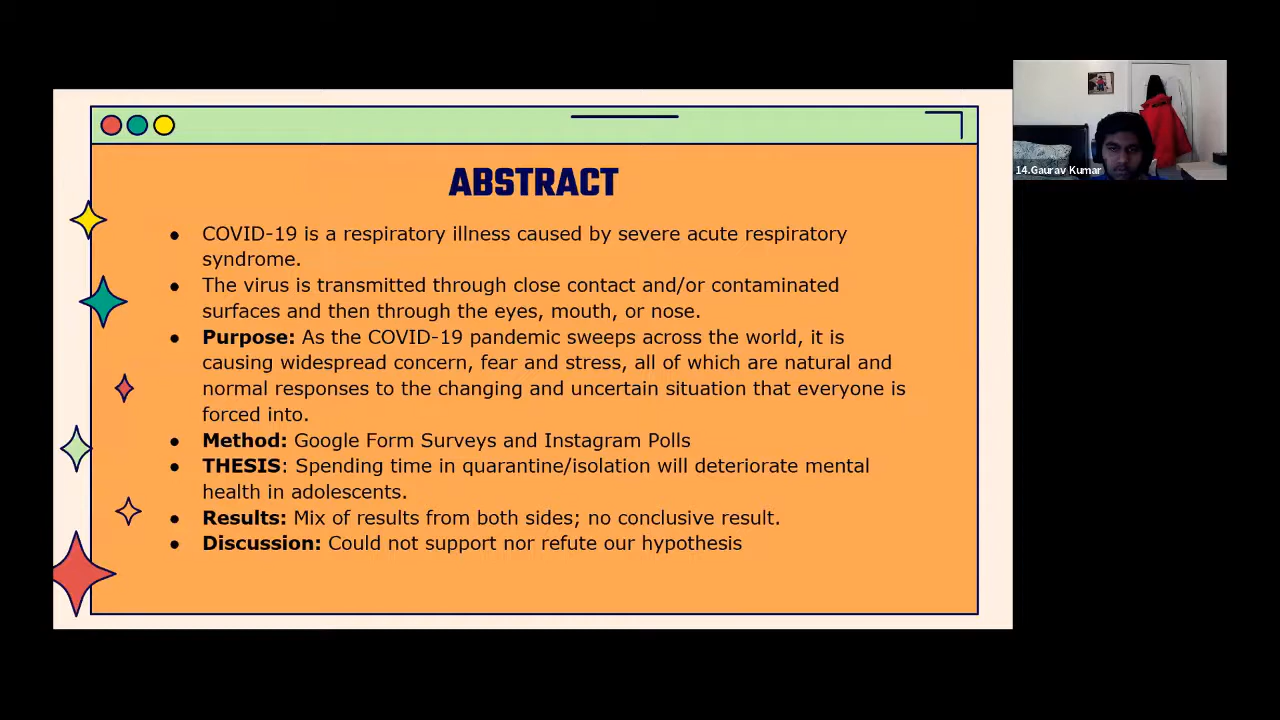 ABSTRACT
● COVID-19 is a respiratory illness caused by severe acute respiratory
syndrome.
● The virus is transmitted through close contact and/or contaminated
surfaces and then through the eyes, mouth, or nose.
● Purpose: As the COVID-19 pandemic sweeps across the world, it is
causing widespread concern, fear and stress, all of which are natural and
normal responses to the changing and uncertain situation that everyone is
forced into.
● Method: Google Form Surveys and Instagram Polls
● THESIS: Spending time in quarantine/isolation will deteriorate mental
health in adolescents.
● Results: Mix of results from both sides; no conclusive result.
● Discussion: Could not support nor refute our hypothesis
14.Gaurav Kumar